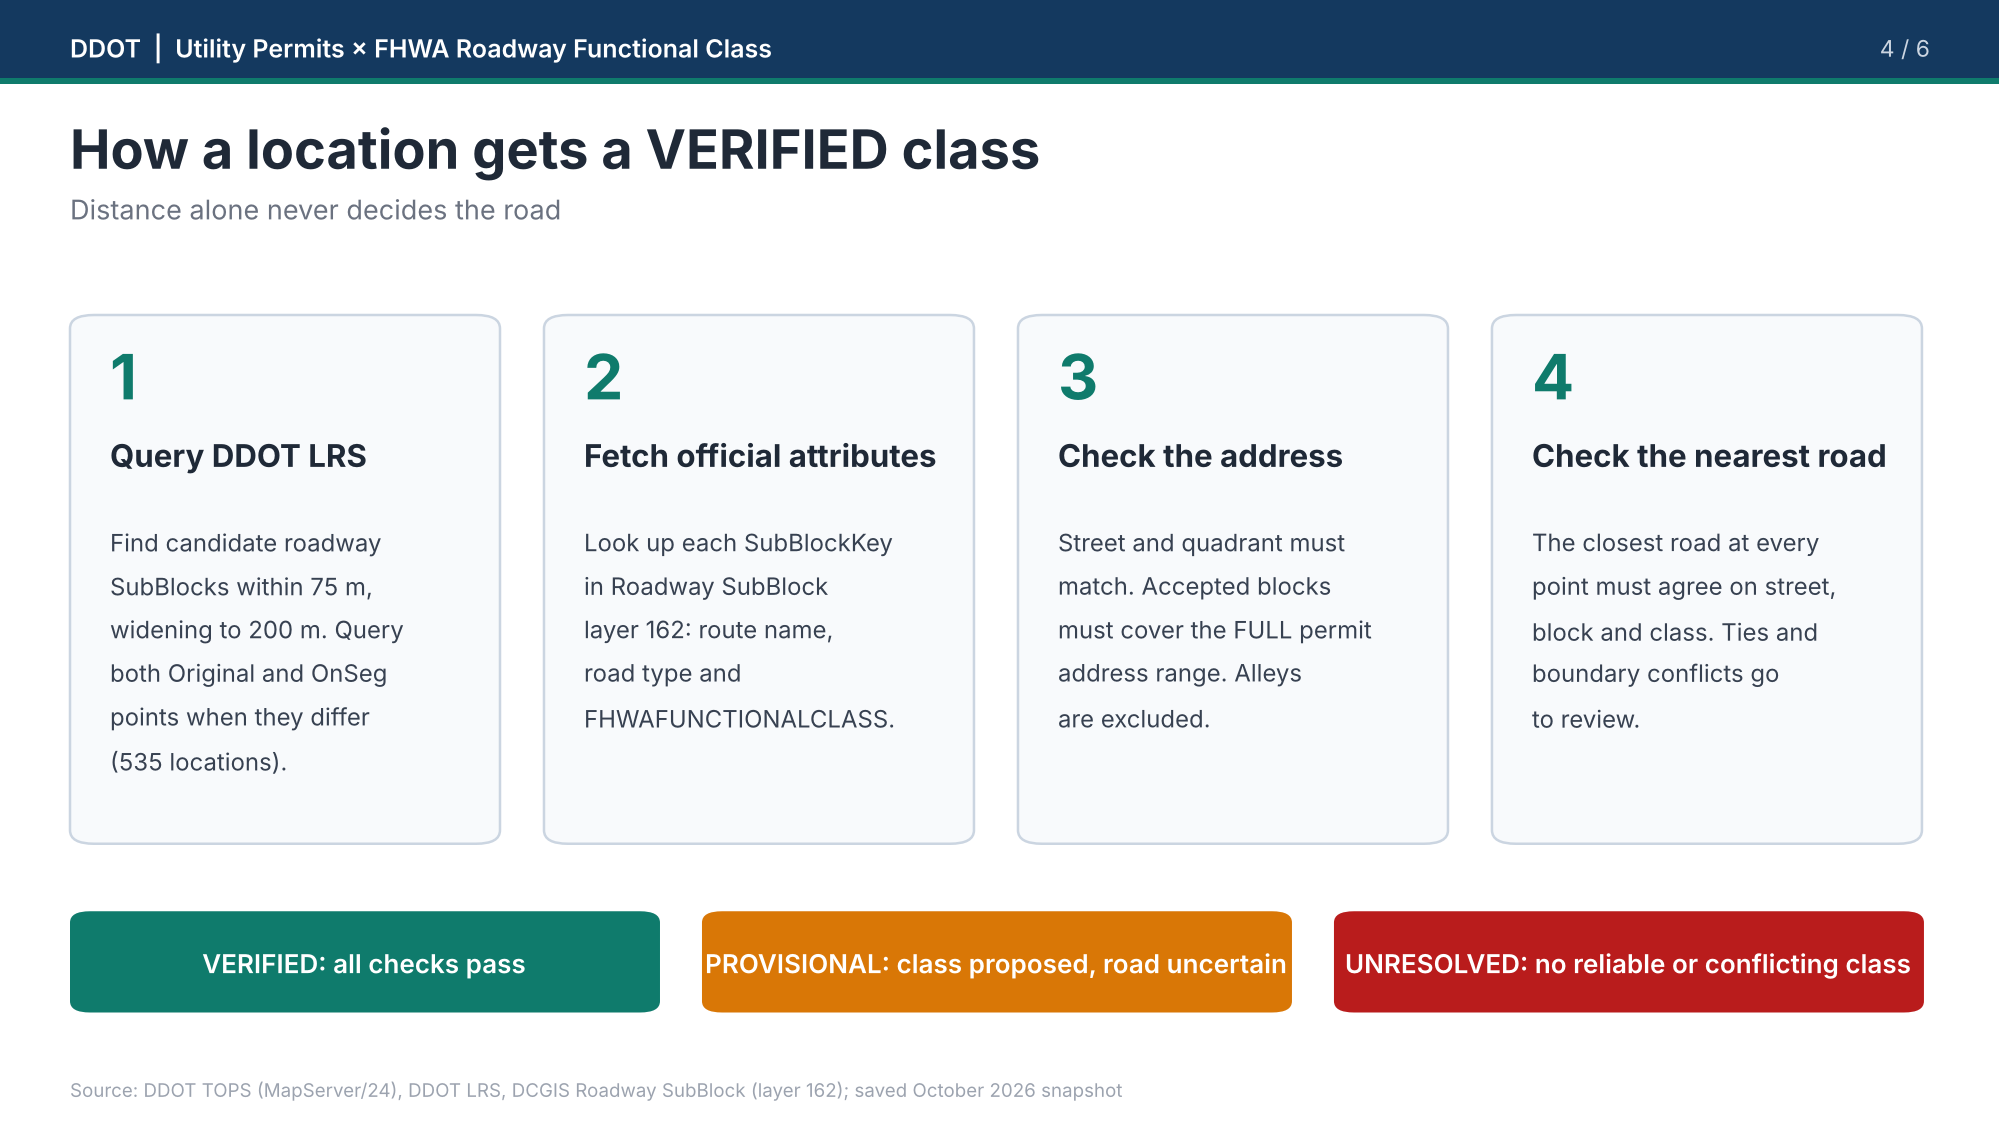 DDOT | Utility Permits × FHWA Roadway Functional Class
4 / 6
How a location gets a VERIFIED class
Distance alone never decides the road
1
Query DDOT LRS
Find candidate roadway
SubBlocks within 75 m,
widening to 200 m. Query
both Original and OnSeg
points when they differ
(535 locations).
2
Fetch official attributes
Look up each SubBlockKey
in Roadway SubBlock
layer 162: route name,
road type and
FHWAFUNCTIONALCLASS.
3
Check the address
Street and quadrant must
match. Accepted blocks
must cover the FULL permit
address range. Alleys
are excluded.
4
Check the nearest road
The closest road at every
point must agree on street,
block and class. Ties and
boundary conflicts go
to review.
VERIFIED: all checks pass
PROVISIONAL: class proposed, road uncertain
UNRESOLVED: no reliable or conflicting class
Source: DDOT TOPS (MapServer/24), DDOT LRS, DCGIS Roadway SubBlock (layer 162); saved October 2026 snapshot